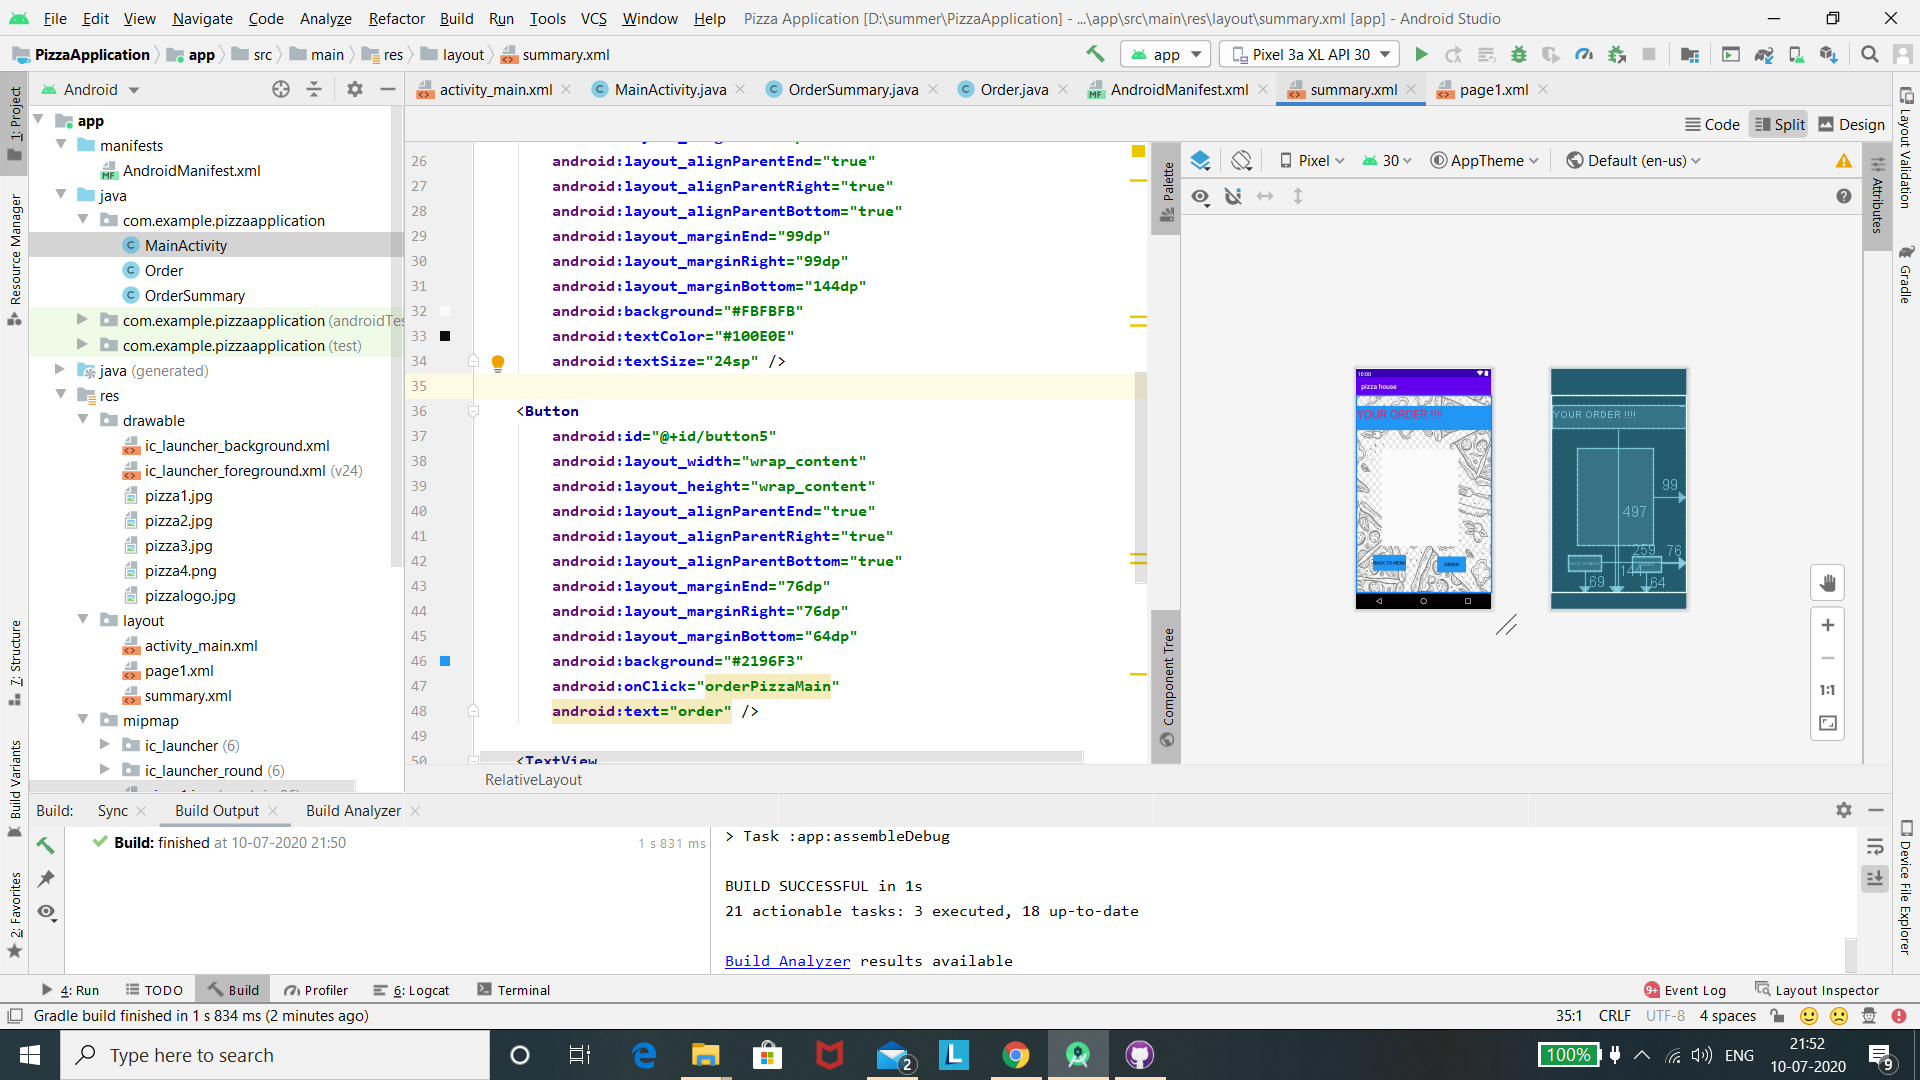 File Edit View Navigate Code Analyze Refactor Build Run Tools VCS Window Help Pizza Application [D:\summer\PizzaApplication] - ...\app\src\main\res\layout\summary.xml [app] - Android Studio
PizzaApplication app src main res layout summary.xml app Pixel 3a XL API 30
1: Project
Resource Manager
7: Structure
Build Variants
2: Favorites
Android
app
manifests
AndroidManifest.xml
java
com.example.pizzaapplication
MainActivity
Order
OrderSummary
com.example.pizzaapplication (androidTes
com.example.pizzaapplication (test)
java (generated)
res
drawable
ic_launcher_background.xml
ic_launcher_foreground.xml (v24)
pizza1.jpg
pizza2.jpg
pizza3.jpg
pizza4.png
pizzalogo.jpg
layout
activity_main.xml
page1.xml
summary.xml
mipmap
ic_launcher (6)
ic_launcher_round (6)
activity_main.xml MainActivity.java OrderSummary.java Order.java AndroidManifest.xml summary.xml page1.xml
Code Split Design
26 android:layout_alignParentEnd="true"
27 android:layout_alignParentRight="true"
28 android:layout_alignParentBottom="true"
29 android:layout_marginEnd="99dp"
30 android:layout_marginRight="99dp"
31 android:layout_marginBottom="144dp"
32 android:background="#FBFBFB"
33 android:textColor="#100E0E"
34 android:textSize="24sp" />
35
36 <Button
37 android:id="@+id/button5"
38 android:layout_width="wrap_content"
39 android:layout_height="wrap_content"
40 android:layout_alignParentEnd="true"
41 android:layout_alignParentRight="true"
42 android:layout_alignParentBottom="true"
43 android:layout_marginEnd="76dp"
44 android:layout_marginRight="76dp"
45 android:layout_marginBottom="64dp"
46 android:background="#2196F3"
47 android:onClick="orderPizzaMain"
48 android:text="order" />
49
50 <TextView
RelativeLayout
Palette
Component Tree
Pixel 30 AppTheme Default (en-us)
10:00
pizza house
YOUR ORDER !!!!
BACK TO MENU
ORDER
YOUR ORDER !!!!
99
497
259 76
69 144 64
1:1
Attributes
Layout Validation
Gradle
Device File Explorer
Build: Sync Build Output Build Analyzer
Build: finished at 10-07-2020 21:50 1 s 831 ms
> Task :app:assembleDebug
BUILD SUCCESSFUL in 1s
21 actionable tasks: 3 executed, 18 up-to-date
Build Analyzer results available
4: Run TODO Build Profiler 6: Logcat Terminal 9+ Event Log Layout Inspector
Gradle build finished in 1 s 834 ms (2 minutes ago) 35:1 CRLF UTF-8 4 spaces
Type here to search 2 100% ENG 21:52
10-07-2020 9